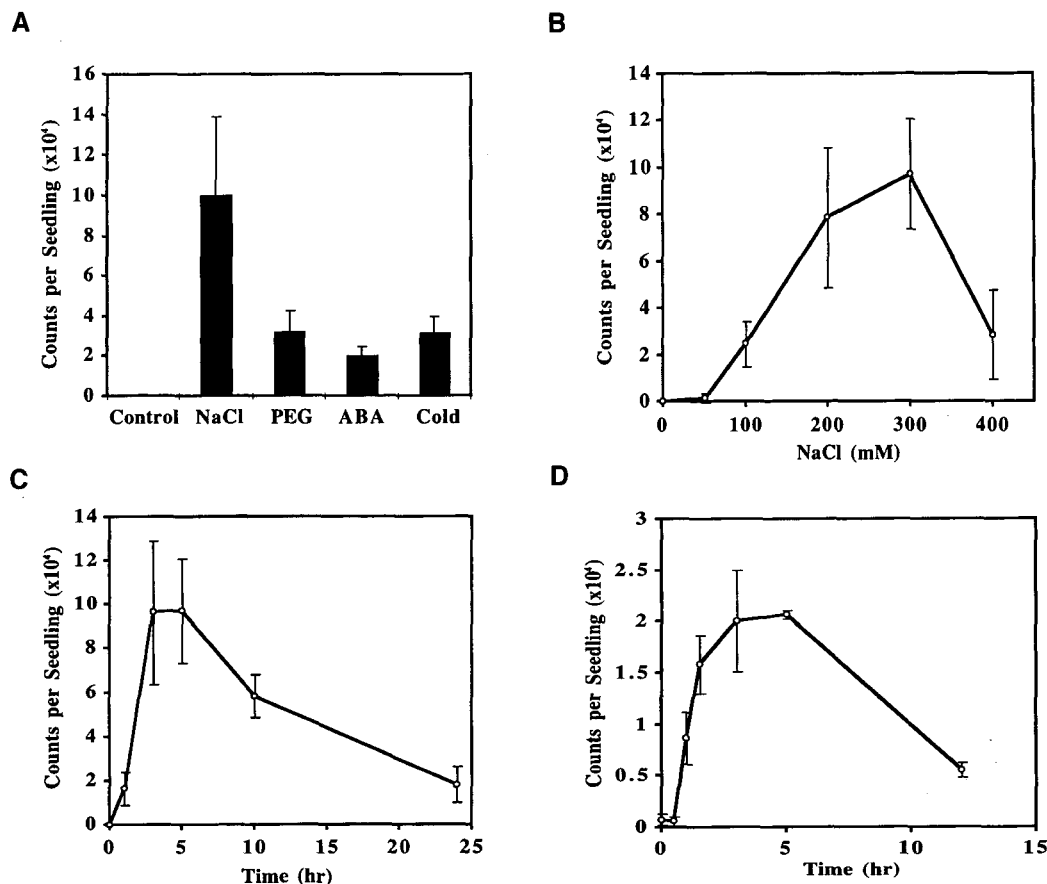 A
Counts per Seedling (x10⁴)
16
14
12
10
8
6
4
2
0
Control NaCl PEG ABA Cold
B
Counts per Seedling (x10⁴)
14
12
10
8
6
4
2
0
0 100 200 300 400
NaCl (mM)
C
Counts per Seedling (x10⁴)
14
12
10
8
6
4
2
0
0 5 10 15 20 25
Time (hr)
D
Counts per Seedling (x10⁴)
3
2.5
2
1.5
1
0.5
0
0 5 10 15
Time (hr)